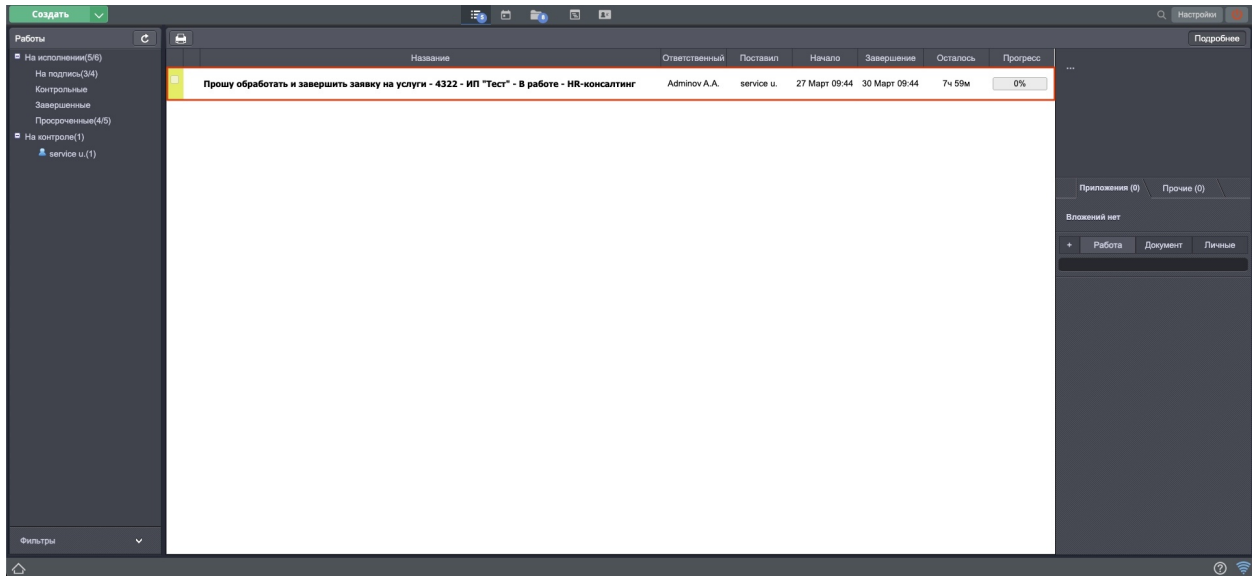 Создать
5
6
Настройки
Работы
Подробнее
На исполнении(5/6)
На подпись(3/4)
Контрольные
Завершенные
Просроченные(4/5)
На контроле(1)
service u.(1)
Название Ответственный Поставил Начало Завершение Осталось Прогресс
Прошу обработать и завершить заявку на услуги - 4322 - ИП "Тест" - В работе - HR-консалтинг Adminov A.A. service u. 27 Март 09:44 30 Март 09:44 7ч 59м 0%
...
Приложения (0) Прочие (0)
Вложений нет
+ Работа Документ Личные
Фильтры